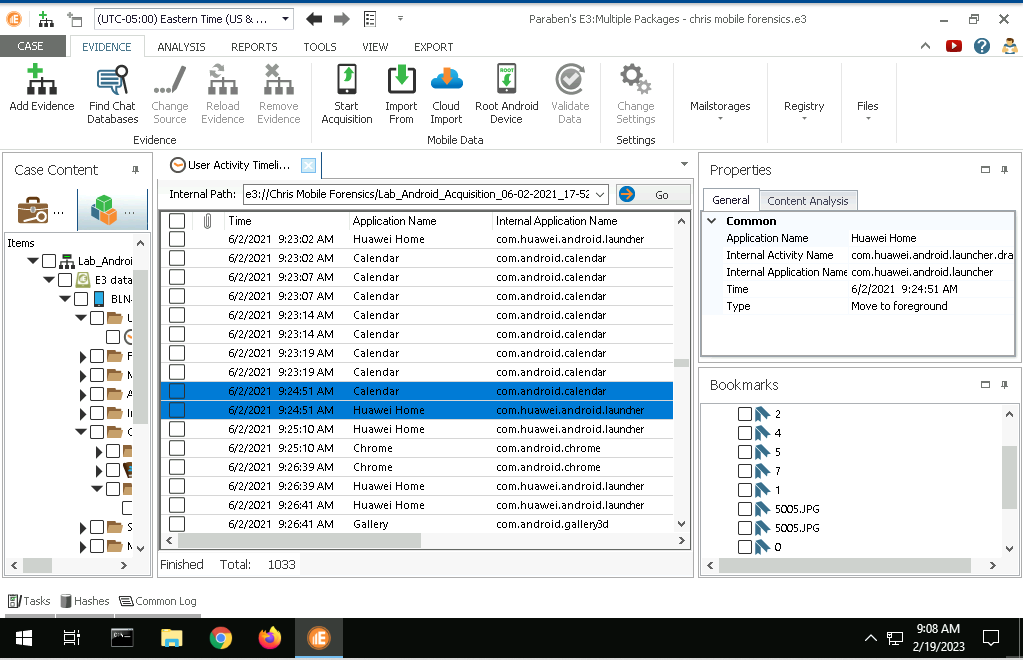 (UTC-05:00) Eastern Time (US & ...
Paraben's E3:Multiple Packages - chris mobile forensics.e3
CASE EVIDENCE ANALYSIS REPORTS TOOLS VIEW EXPORT
Add Evidence
Find Chat Databases
Change Source
Reload Evidence
Remove Evidence
Start Acquisition
Import From
Cloud Import
ROOT
Root Android Device
Validate Data
Change Settings
Mailstorages
Registry
Files
Evidence Mobile Data Settings
Case Content
... ...
Items
Lab_Androi
E3 data
BLN-
U
F
M
A
I
C
S
M
User Activity Timeli...
Internal Path: e3://Chris Mobile Forensics/Lab_Android_Acquisition_06-02-2021_17-52 Go
Time Application Name Internal Application Name
6/2/2021 9:23:02 AM Huawei Home com.huawei.android.launcher
6/2/2021 9:23:02 AM Calendar com.android.calendar
6/2/2021 9:23:07 AM Calendar com.android.calendar
6/2/2021 9:23:07 AM Calendar com.android.calendar
6/2/2021 9:23:14 AM Calendar com.android.calendar
6/2/2021 9:23:14 AM Calendar com.android.calendar
6/2/2021 9:23:19 AM Calendar com.android.calendar
6/2/2021 9:23:19 AM Calendar com.android.calendar
6/2/2021 9:24:51 AM Calendar com.android.calendar
6/2/2021 9:24:51 AM Huawei Home com.huawei.android.launcher
6/2/2021 9:25:10 AM Huawei Home com.huawei.android.launcher
6/2/2021 9:25:10 AM Chrome com.android.chrome
6/2/2021 9:26:39 AM Chrome com.android.chrome
6/2/2021 9:26:39 AM Huawei Home com.huawei.android.launcher
6/2/2021 9:26:41 AM Huawei Home com.huawei.android.launcher
6/2/2021 9:26:41 AM Gallery com.android.gallery3d
Finished Total: 1033
Properties
General Content Analysis
Common
Application Name Huawei Home
Internal Activity Name com.huawei.android.launcher.dra
Internal Application Name com.huawei.android.launcher
Time 6/2/2021 9:24:51 AM
Type Move to foreground
Bookmarks
2
4
5
7
1
5005.JPG
5005.JPG
0
Tasks Hashes Common Log
9:08 AM
2/19/2023